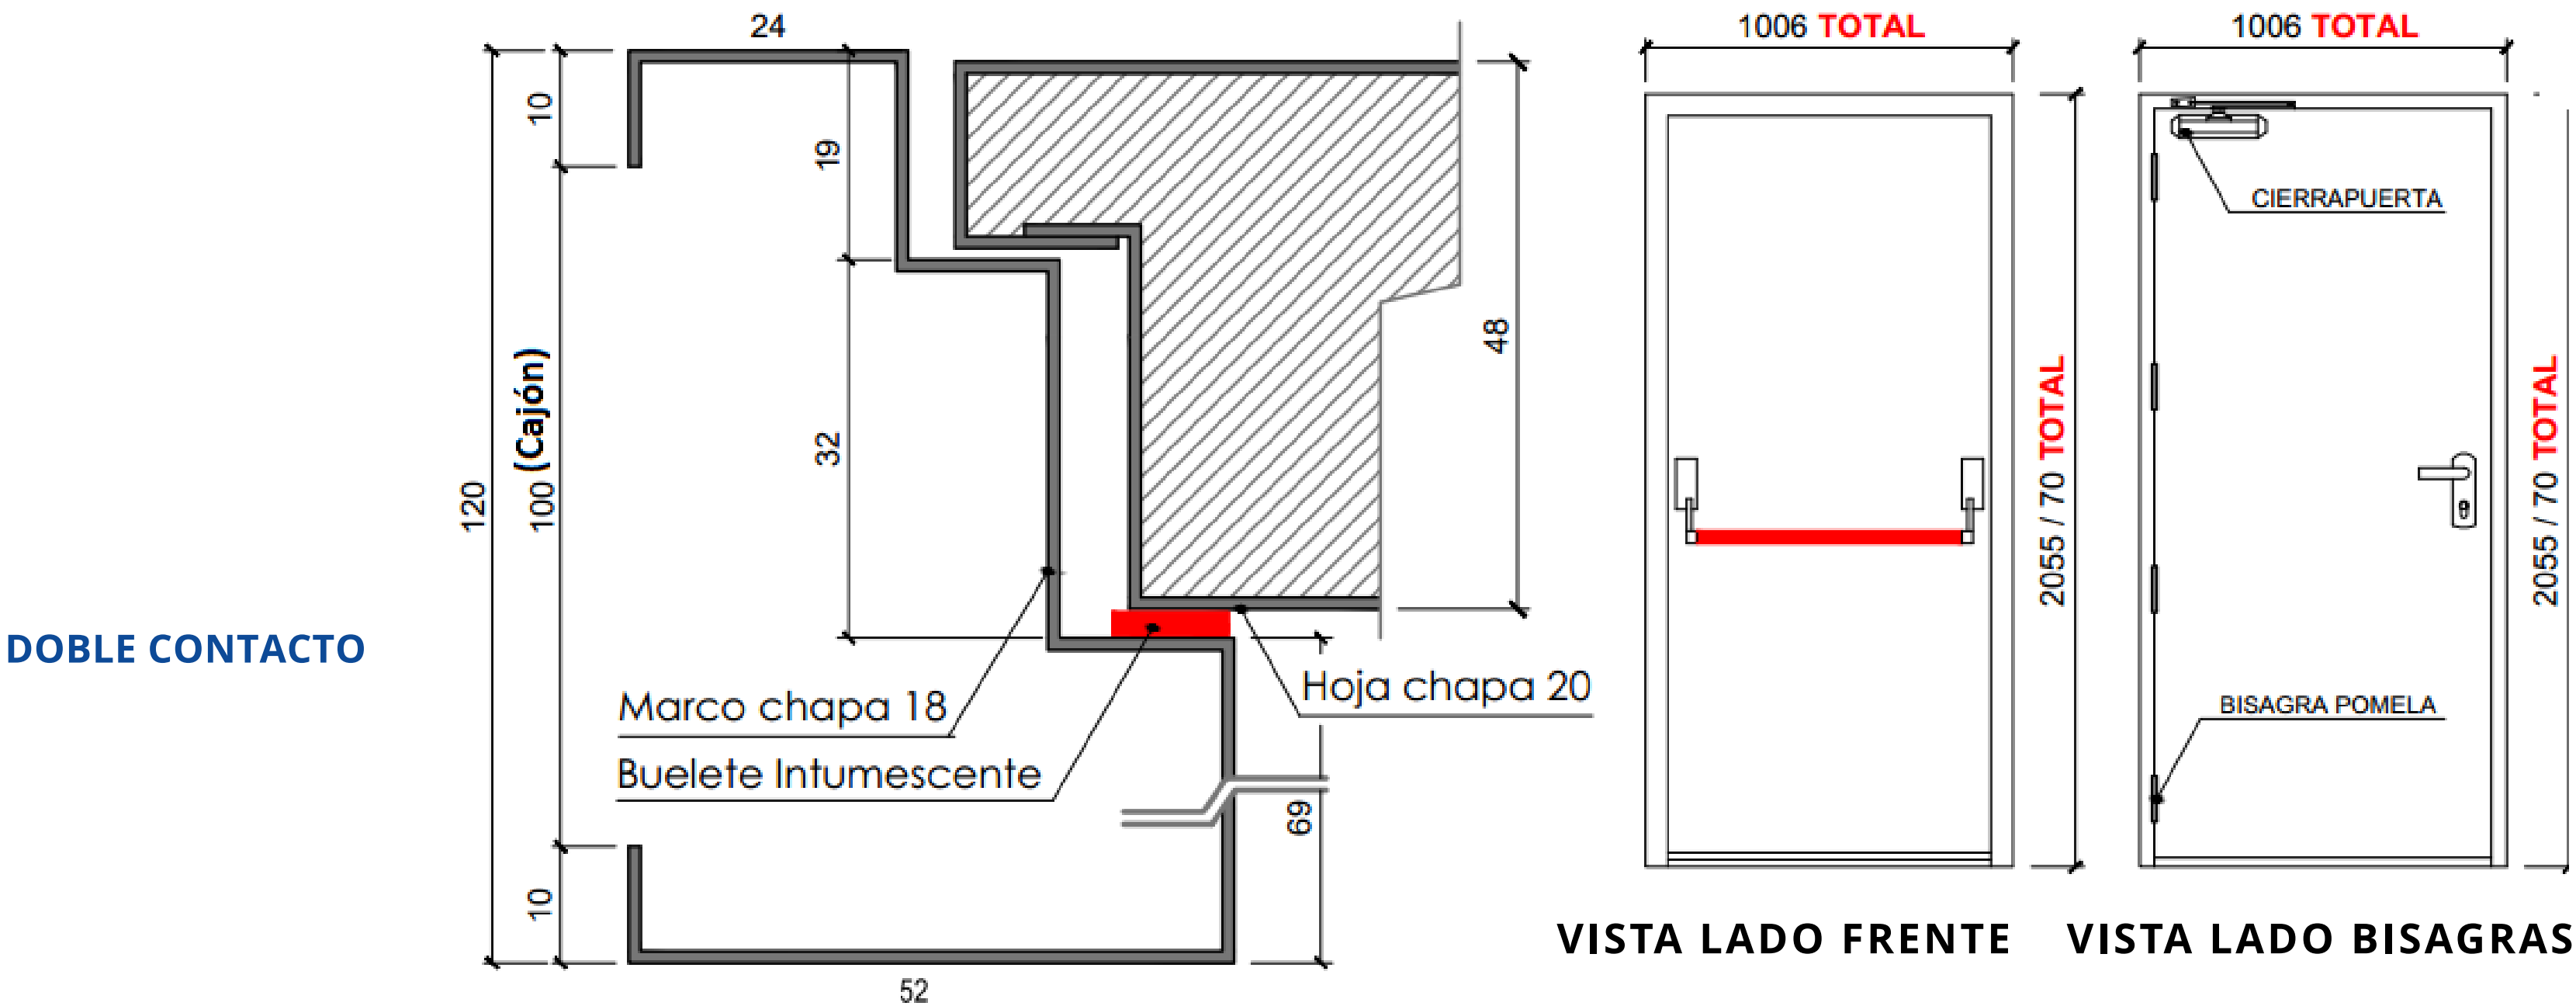 24
1006 TOTAL
1006 TOTAL
10
19
CIERRAPUERTA
48
32
100 (Cajón)
120
2055 / 70 TOTAL
2055 / 70 TOTAL
DOBLE CONTACTO
Marco chapa 18
Hoja chapa 20
BISAGRA POMELA
Buelete Intumescente
69
10
52
VISTA LADO FRENTE
VISTA LADO BISAGRAS